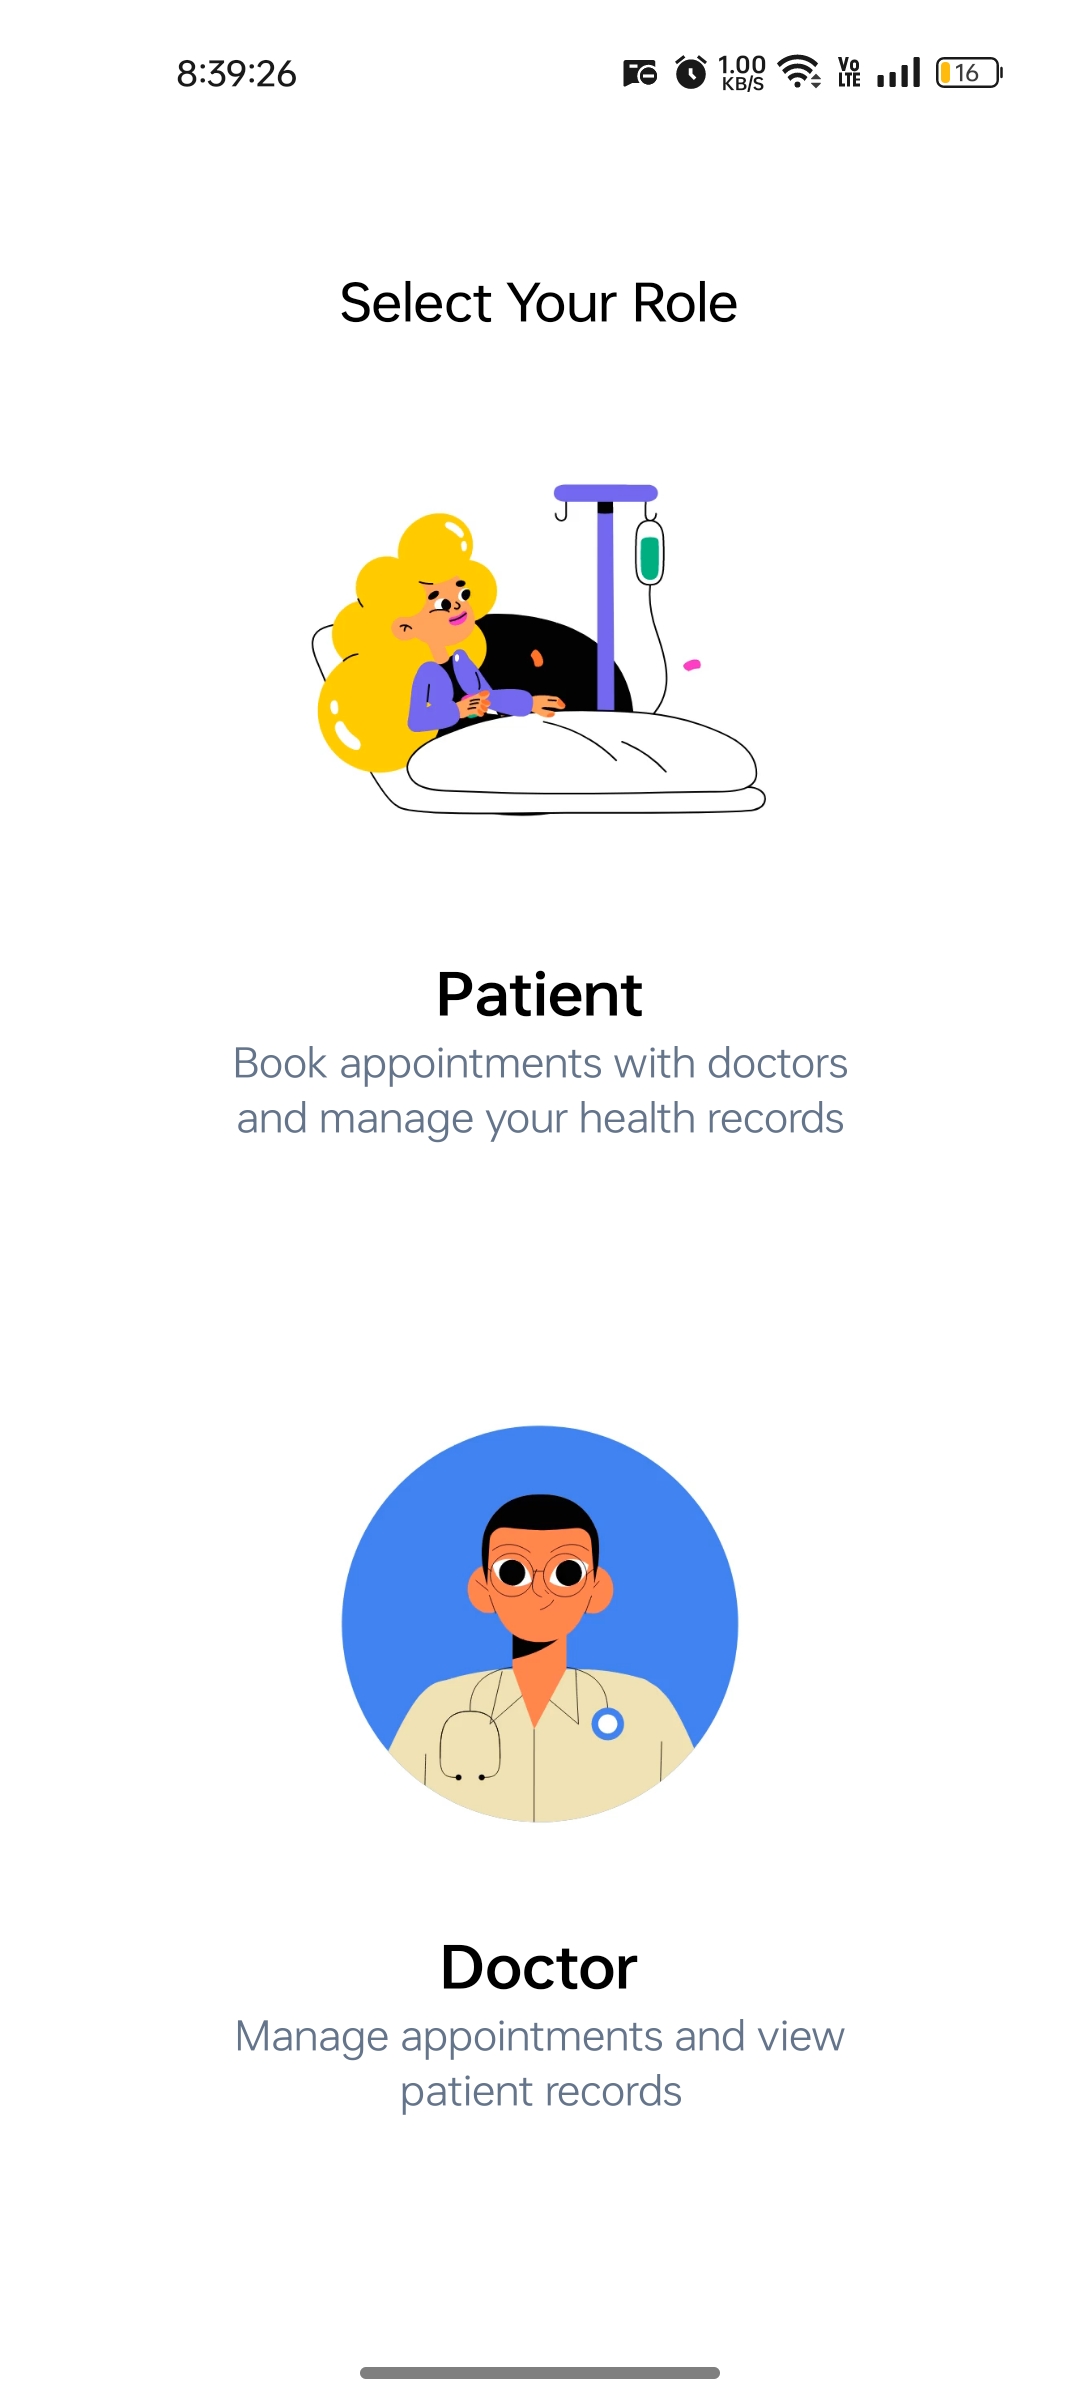 8:39:26
1.00
KB/S
Vo
LTE
16
Select Your Role
Patient
Book appointments with doctors
and manage your health records
Doctor
Manage appointments and view
patient records